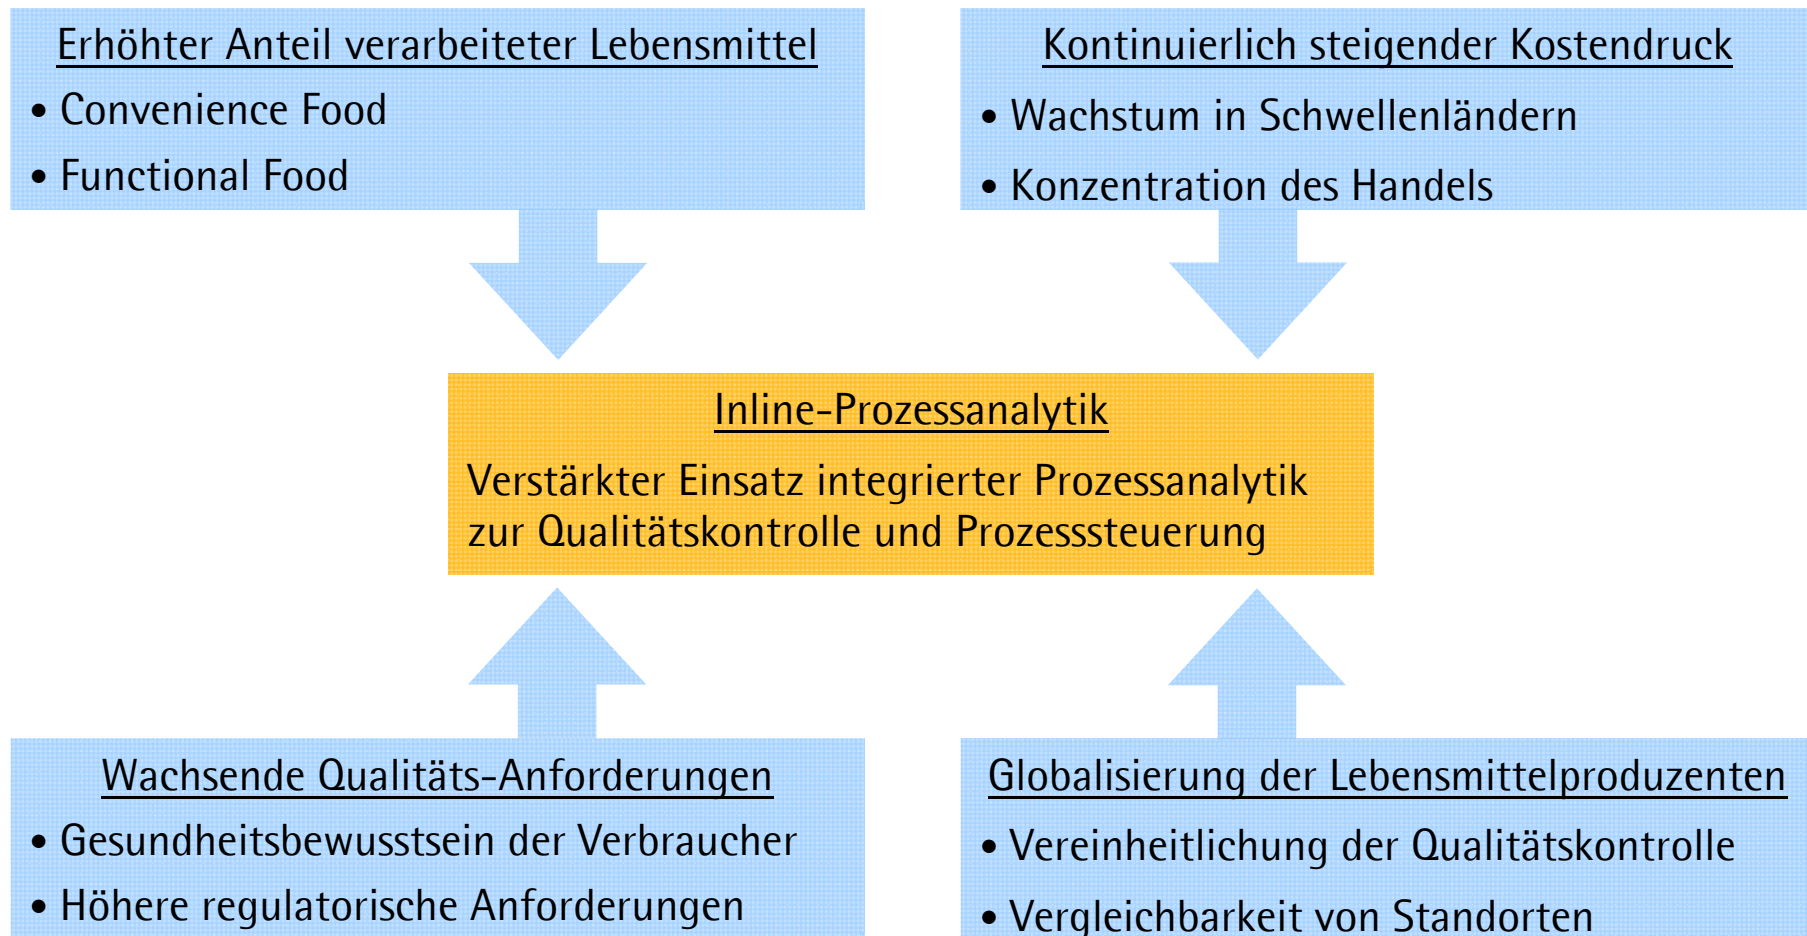 Erhöhter Anteil verarbeiteter Lebensmittel
• Convenience Food
• Functional Food
Kontinuierlich steigender Kostendruck
• Wachstum in Schwellenländern
• Konzentration des Handels
Inline-Prozessanalytik
Verstärkter Einsatz integrierter Prozessanalytik
zur Qualitätskontrolle und Prozesssteuerung
Wachsende Qualitäts-Anforderungen
• Gesundheitsbewusstsein der Verbraucher
• Höhere regulatorische Anforderungen
Globalisierung der Lebensmittelproduzenten
• Vereinheitlichung der Qualitätskontrolle
• Vergleichbarkeit von Standorten